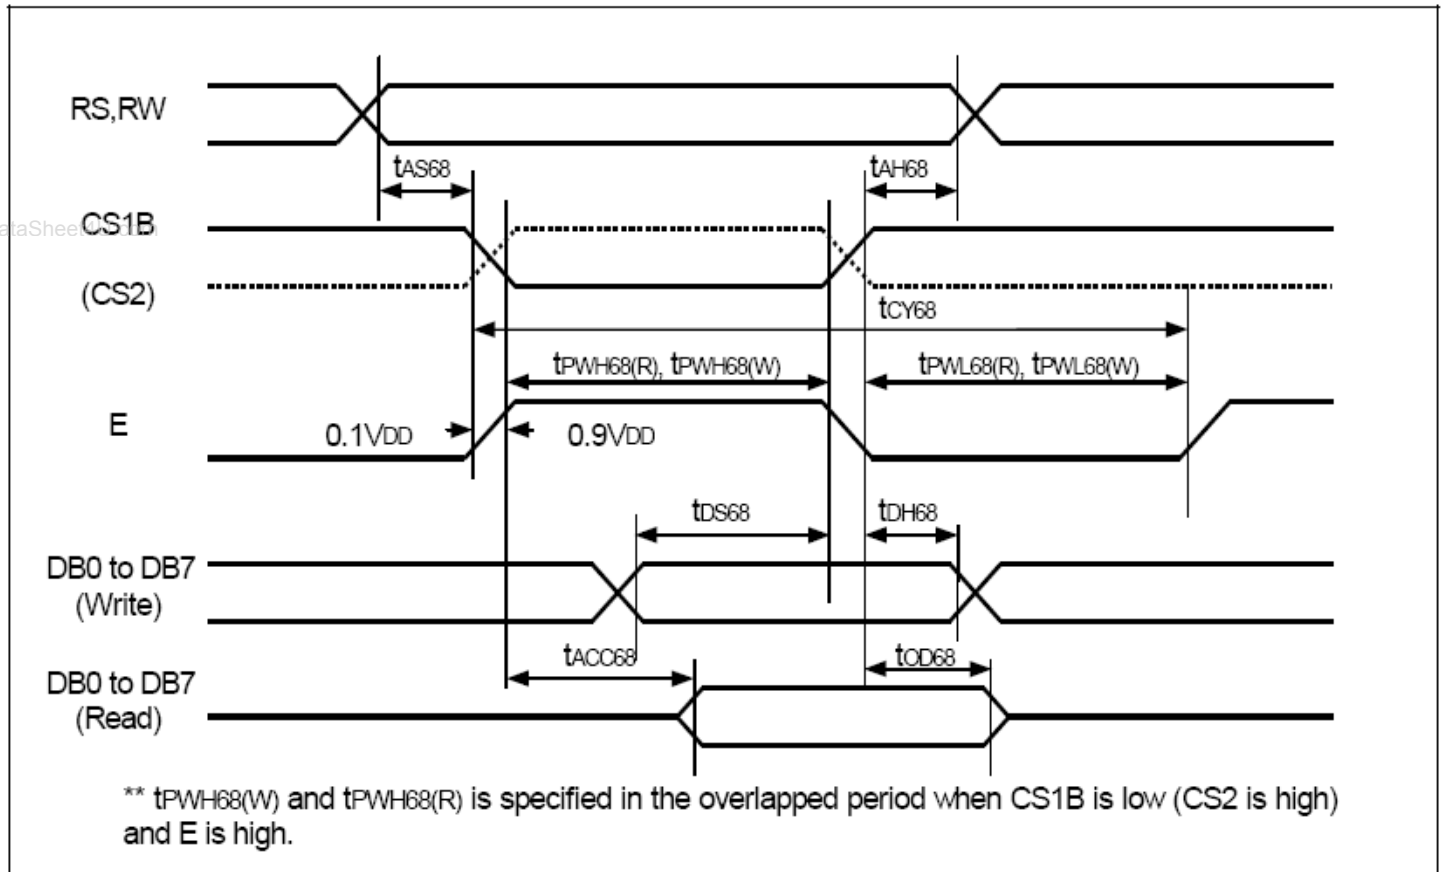 RS,RW
tAS68
tAH68
CS1B
(CS2)
tCY68
tPWH68(R), tPWH68(W)
tPWL68(R), tPWL68(W)
E
0.1VDD
0.9VDD
tDS68
tDH68
DB0 to DB7
(Write)
tACC68
tOD68
DB0 to DB7
(Read)
** tPWH68(W) and tPWH68(R) is specified in the overlapped period when CS1B is low (CS2 is high)
and E is high.